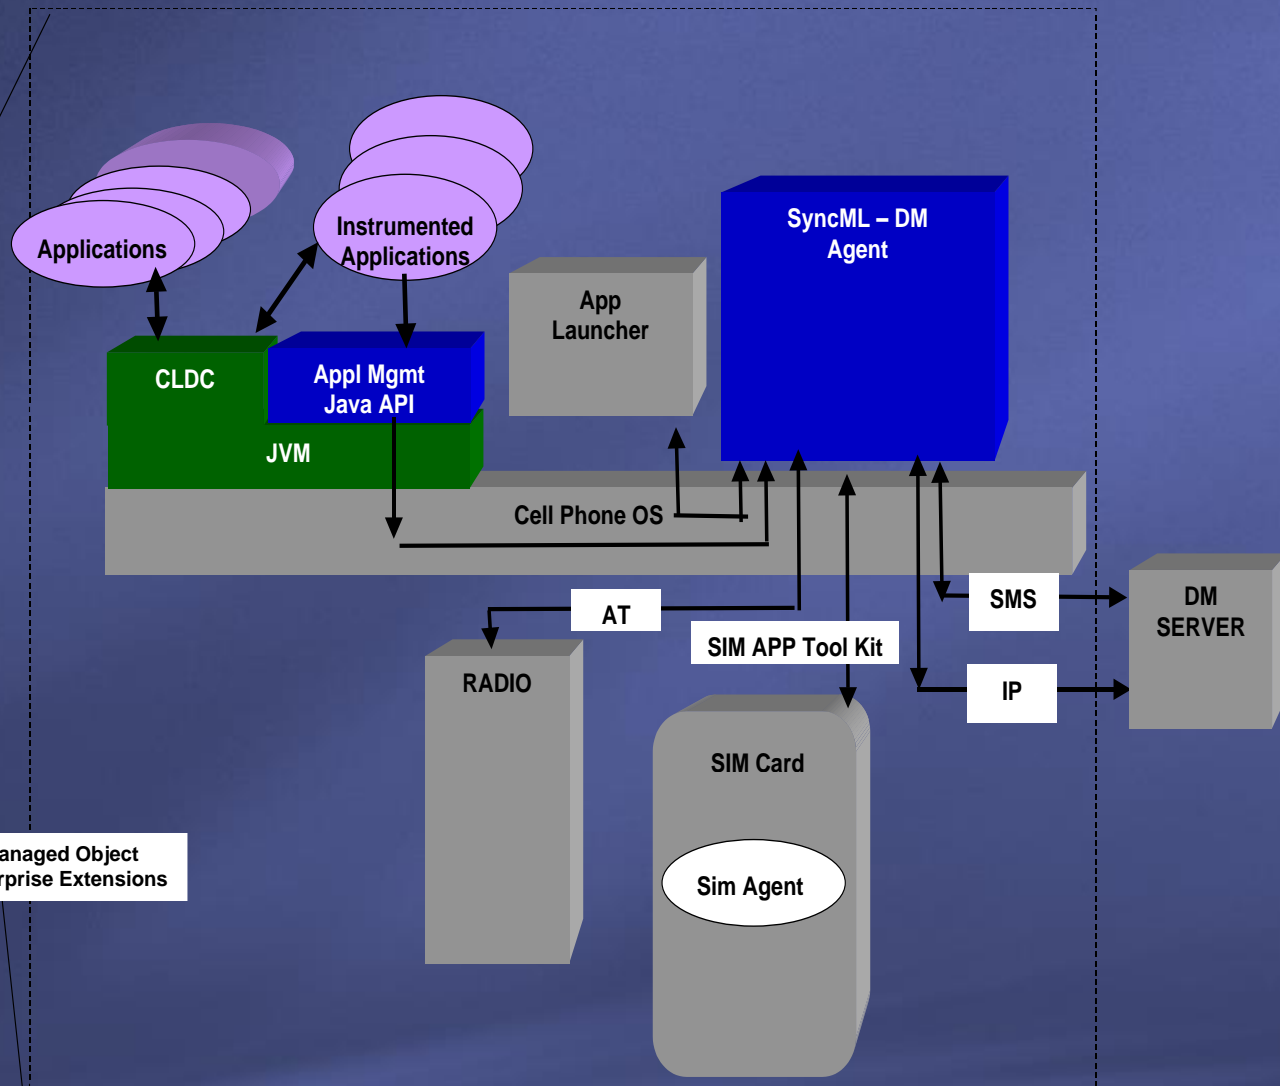 SyncML – DM
Agent
Instrumented
Applications
Applications
App
Launcher
CLDC
Appl Mgmt
Java API
JVM
Cell Phone OS
AT
SMS
DM
SERVER
SIM APP Tool Kit
RADIO
IP
SIM Card
anaged Object
rprise Extensions
Sim Agent